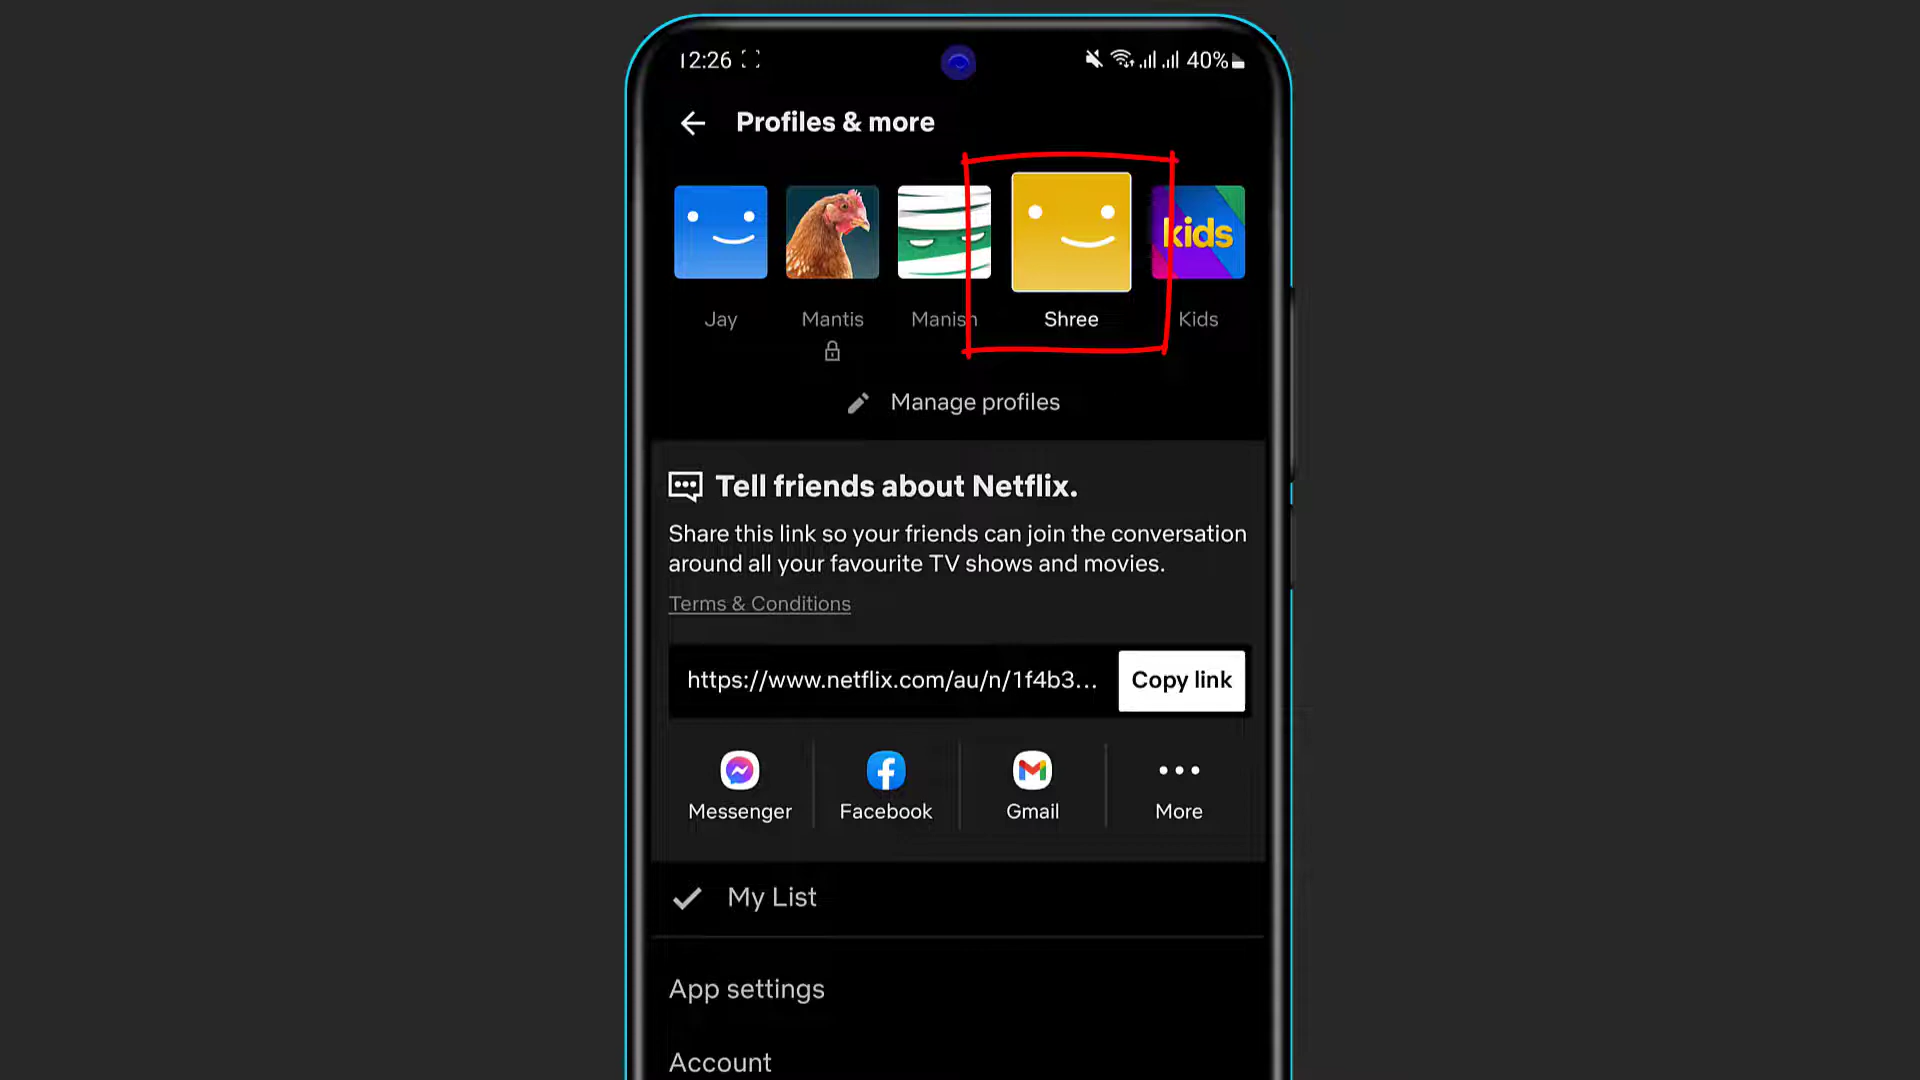 12:26 40%
Profiles & more
kids
Jay Mantis Manish Shree Kids
Manage profiles
Tell friends about Netflix.
Share this link so your friends can join the conversation
around all your favourite TV shows and movies.
Terms & Conditions
https://www.netflix.com/au/n/1f4b3... Copy link
Messenger Facebook Gmail More
My List
App settings
Account